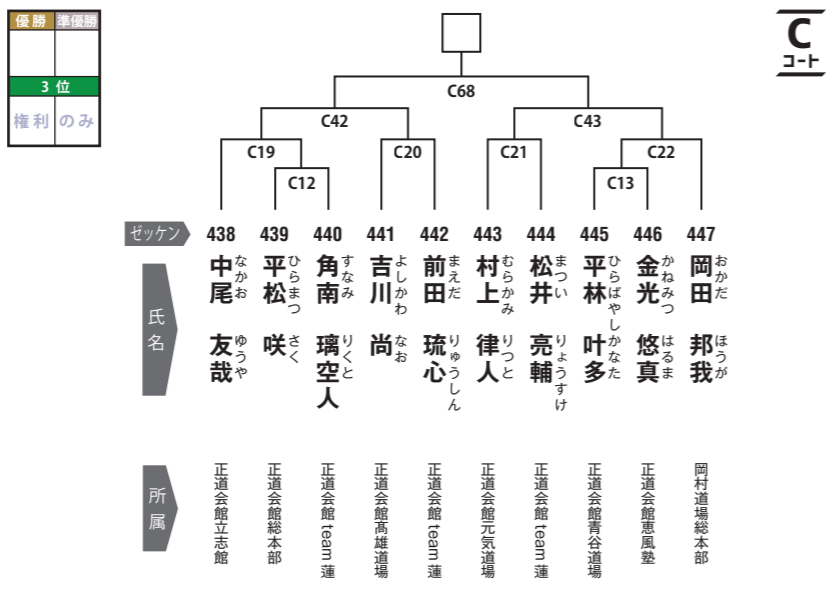 優勝 準優勝
3 位
権利 のみ
C
コート
C68
C42 C43
C19 C20 C21 C22
C12 C13
ゼッケン 438 439 440 441 442 443 444 445 446 447
氏名
中尾 友哉
なかお ゆうや
平松 咲
ひらまつ さく
角南 璃空人
すなみ りくと
吉川 尚
よしかわ なお
前田 琉心
まえだ りゅうしん
村上 律人
むらかみ りつと
松井 亮輔
まつい りょうすけ
平林 叶多
ひらばやし かなた
金光 悠真
かねみつ はるま
岡田 邦我
おかだ ほうが
所属
正道会館立志館
正道会館総本部
正道会館 team 蓮
正道会館髙雄道場
正道会館 team 蓮
正道会館元気道場
正道会館 team 蓮
正道会館青谷道場
正道会館恵風塾
岡村道場総本部